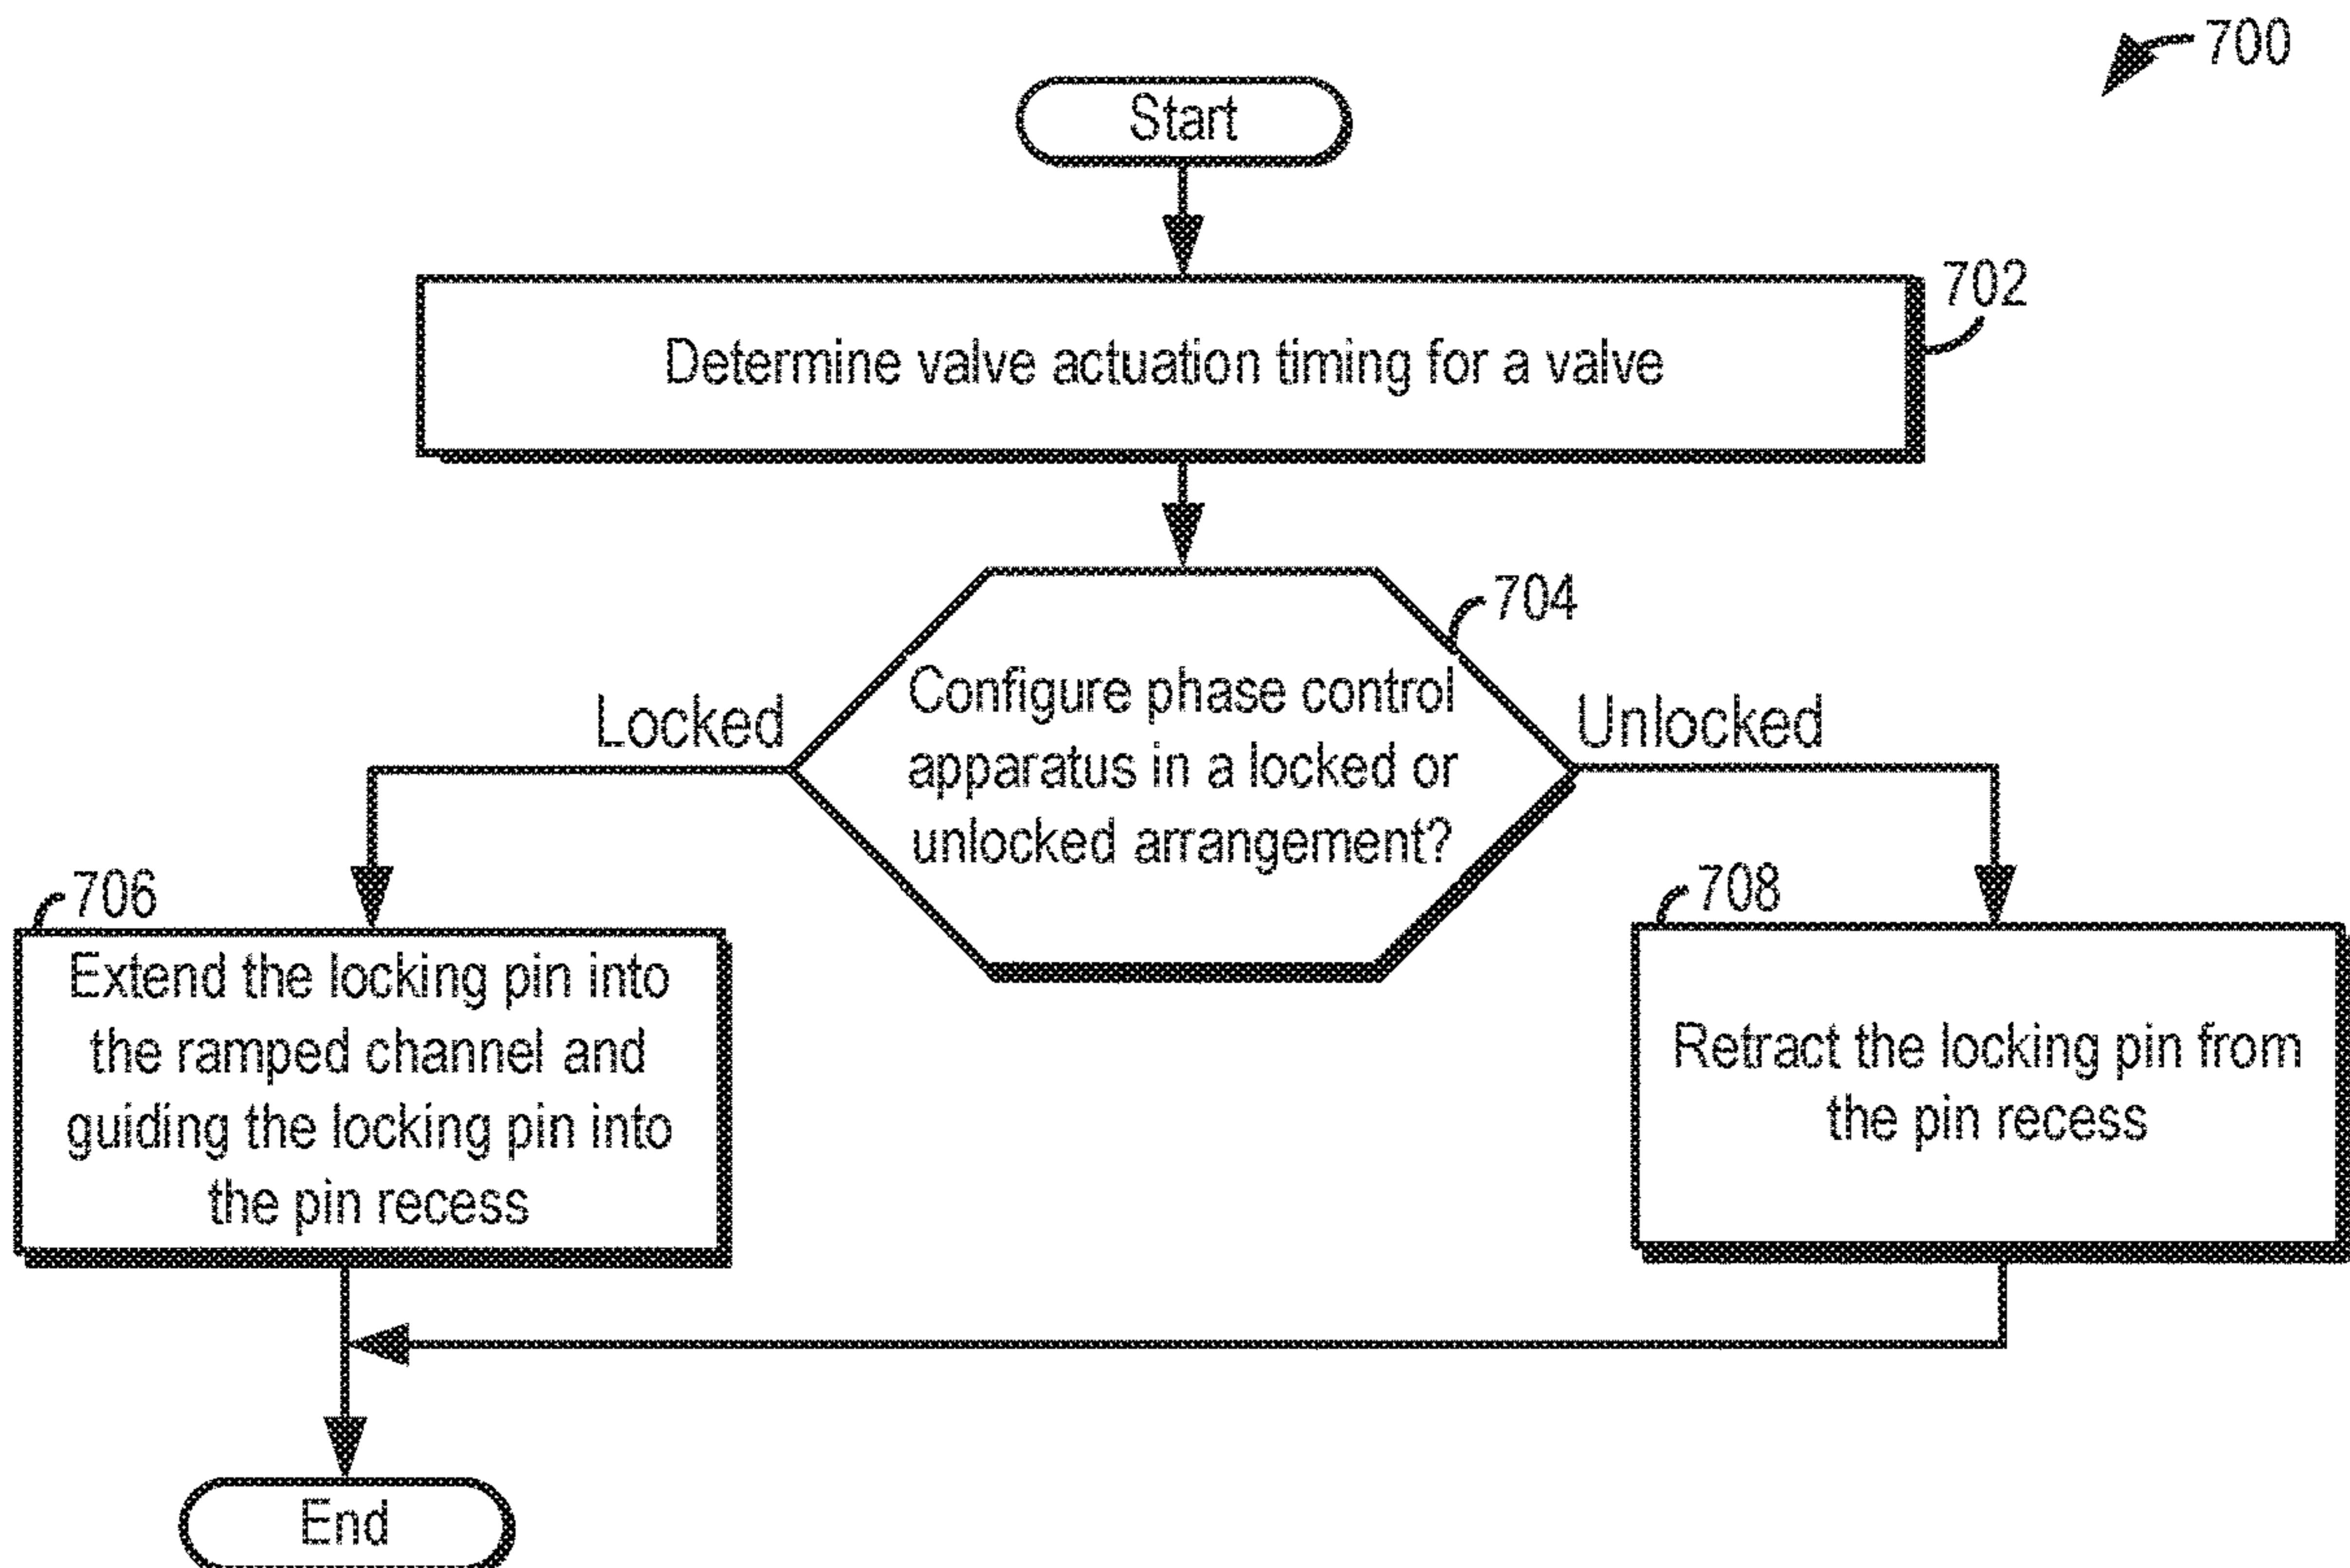 700
Start
702
Determine valve actuation timing for a valve
704
Configure phase control
apparatus in a locked or
unlocked arrangement?
Locked
Unlocked
706
Extend the locking pin into
the ramped channel and
guiding the locking pin into
the pin recess
708
Retract the locking pin from
the pin recess
End